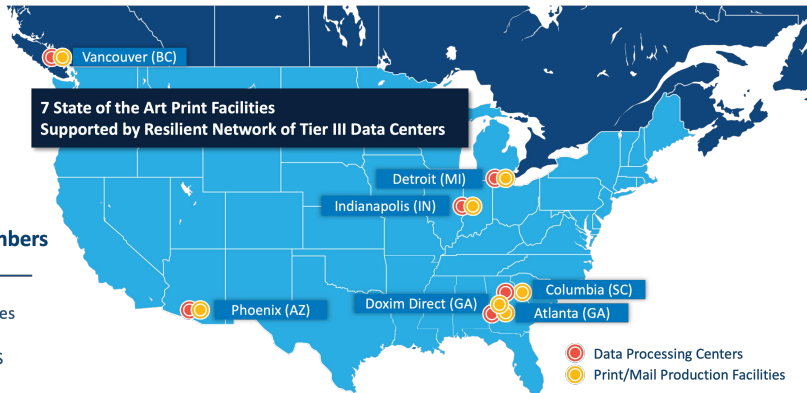 Vancouver (BC)
7 State of the Art Print Facilities
Supported by Resilient Network of Tier III Data Centers
Detroit (MI)
Indianapolis (IN)
Columbia (SC)
Doxim Direct (GA)
Atlanta (GA)
Phoenix (AZ)
Data Processing Centers
Print/Mail Production Facilities